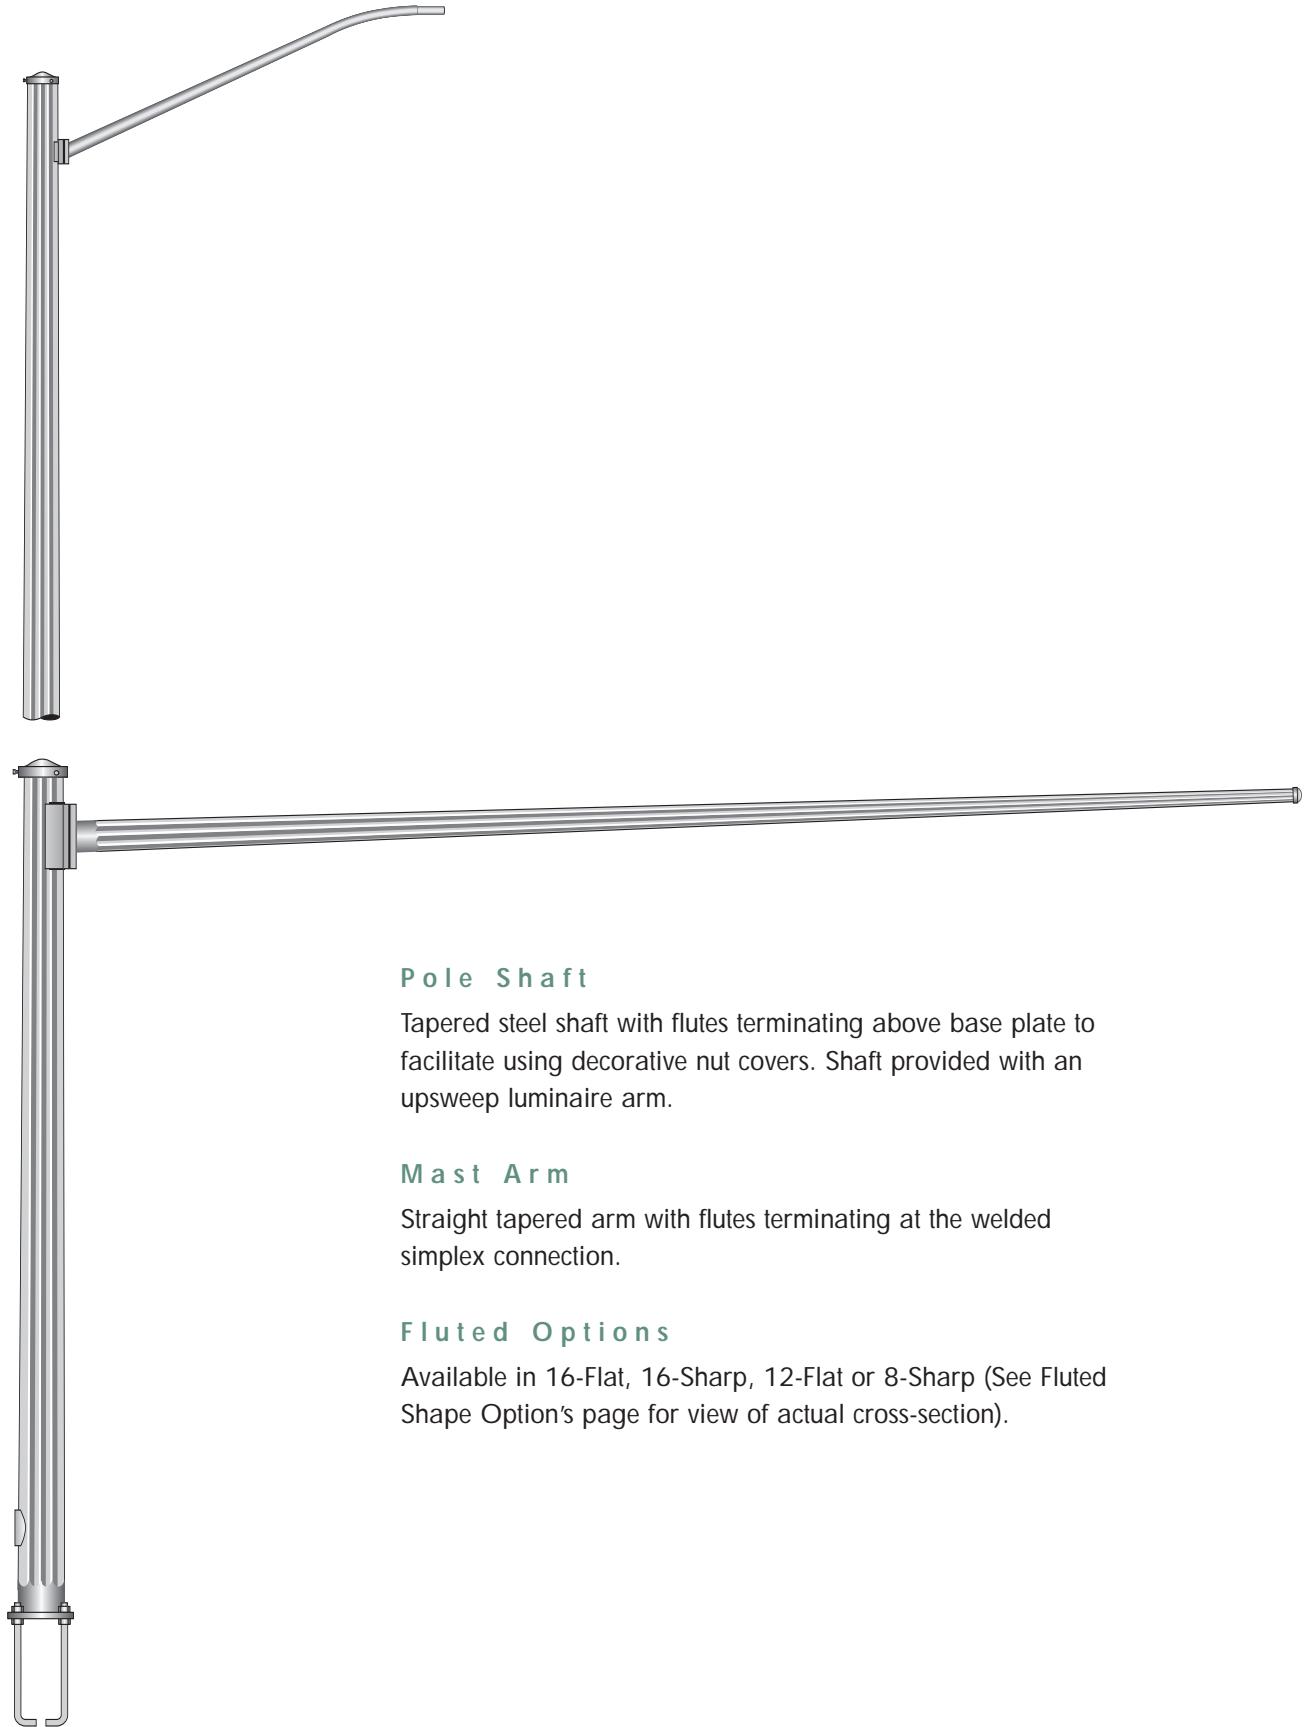 Pole Shaft
Tapered steel shaft with flutes terminating above base plate to
facilitate using decorative nut covers. Shaft provided with an
upsweep luminaire arm.
Mast Arm
Straight tapered arm with flutes terminating at the welded
simplex connection.
Fluted Options
Available in 16-Flat, 16-Sharp, 12-Flat or 8-Sharp (See Fluted
Shape Option's page for view of actual cross-section).